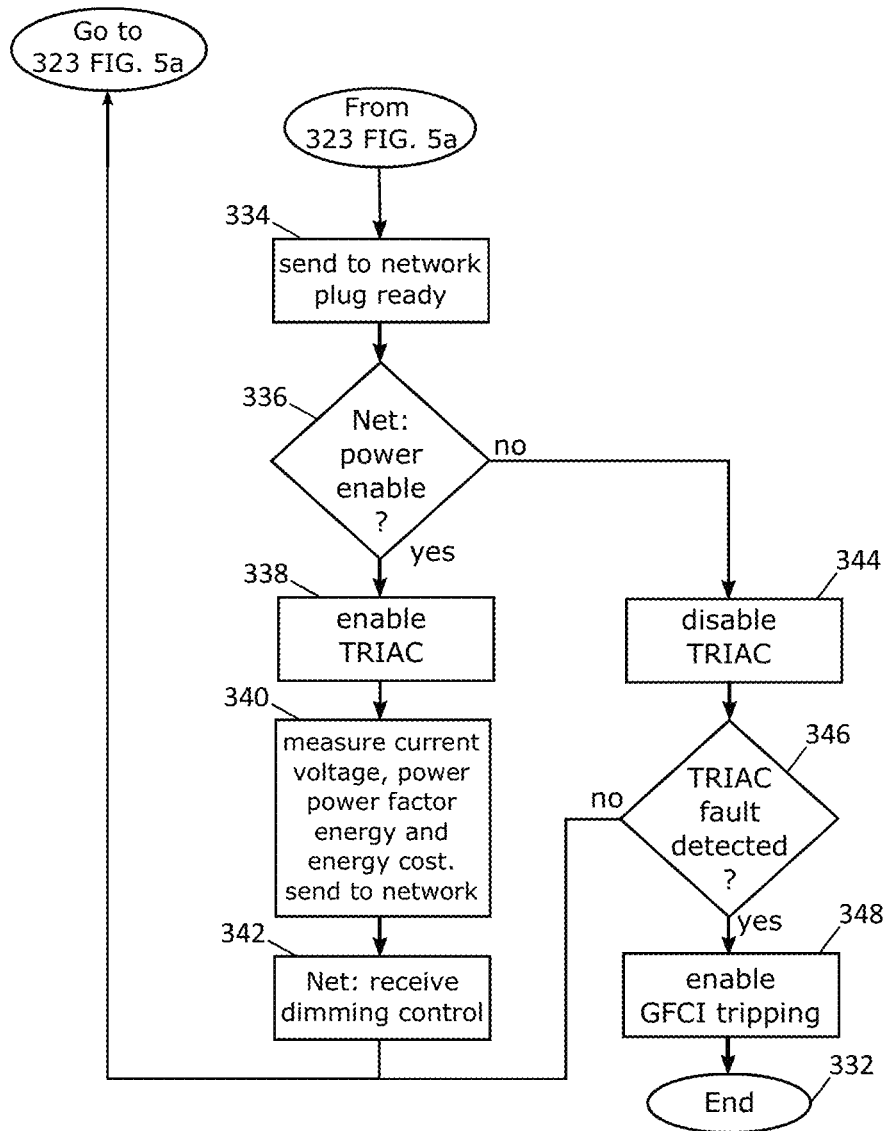 Go to
323 FIG. 5a
From
323 FIG. 5a
334
send to network
plug ready
336
Net:
power
enable
?
no
yes
338
enable
TRIAC
344
disable
TRIAC
340
measure current
voltage, power
power factor
energy and
energy cost.
send to network
346
TRIAC
fault
detected
?
no
yes
342
Net: receive
dimming control
348
enable
GFCI tripping
End
332